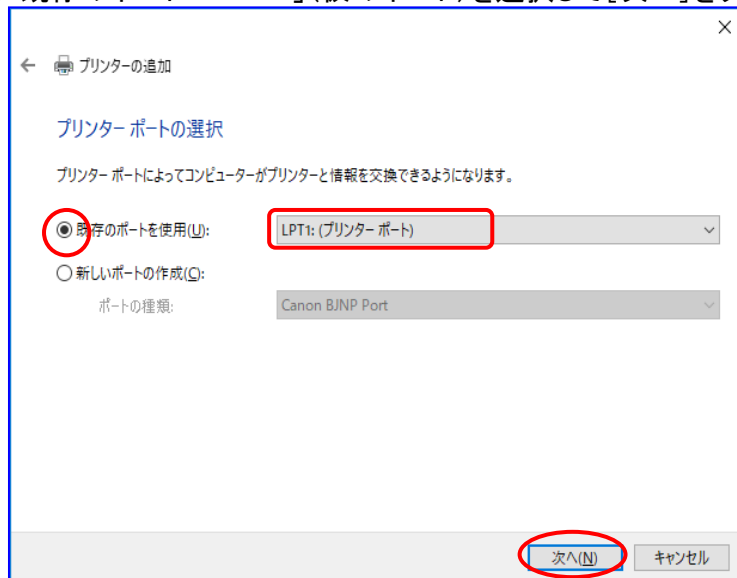 プリンターの追加
プリンター ポートの選択
プリンター ポートによってコンピューターがプリンターと情報を交換できるようになります。
既存のポートを使用(U): LPT1: (プリンター ポート)
新しいポートの作成(C):
ポートの種類: Canon BJNP Port
次へ(N) キャンセル